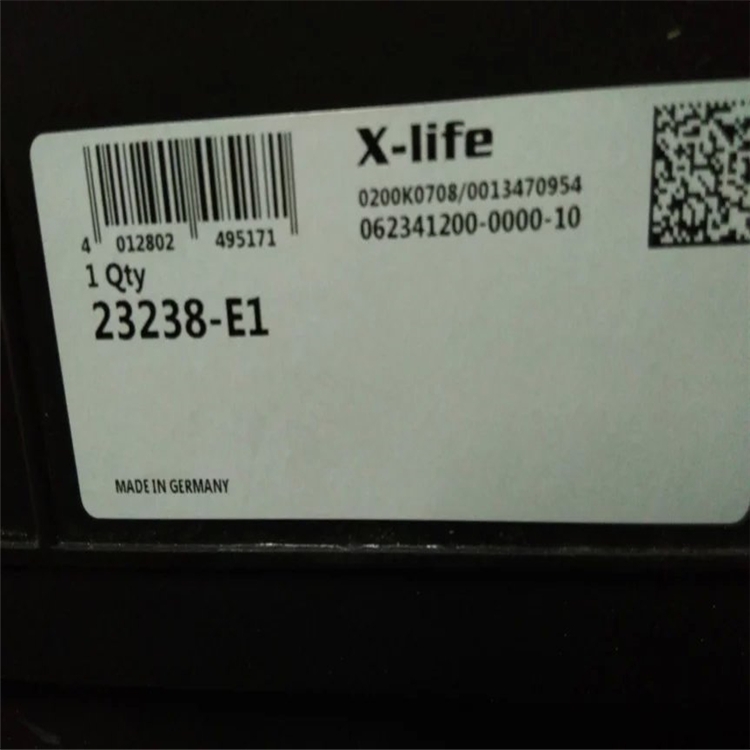 X-life
0200K0708/0013470954
062341200-0000-10
4 012802 495171
1 Qty
23238-E1
MADE IN GERMANY